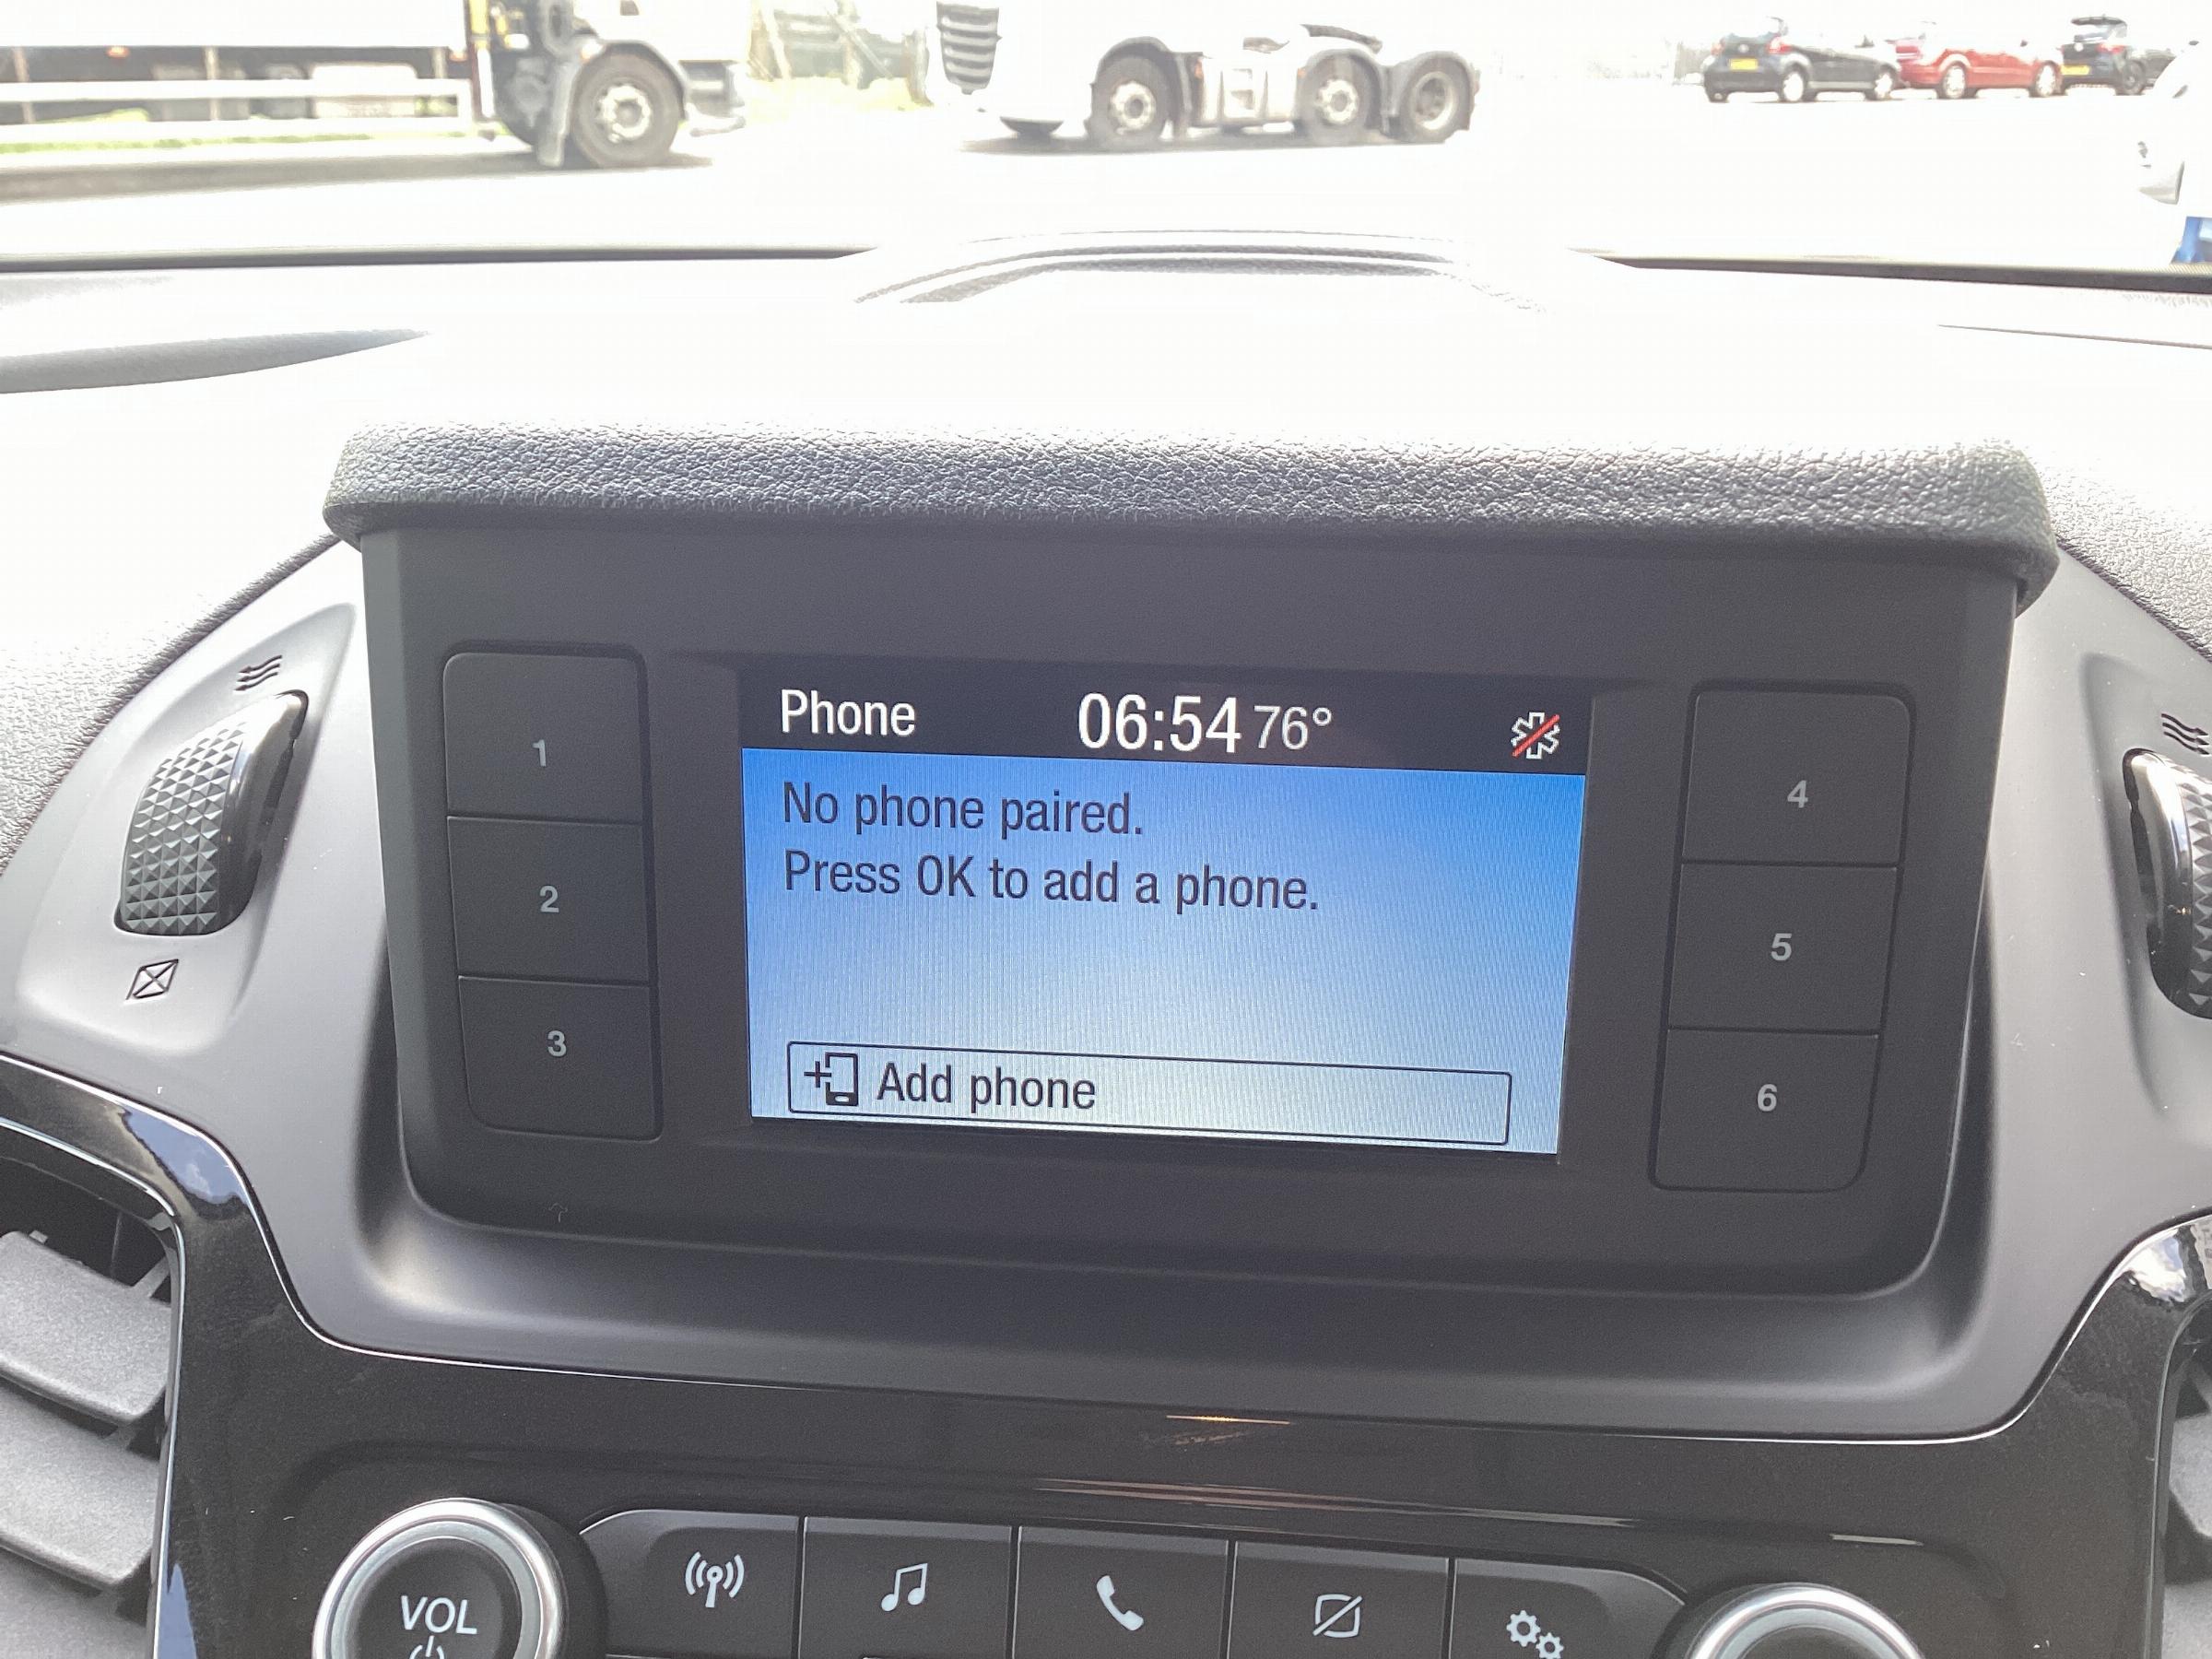 Phone 06:54 76°
No phone paired.
Press OK to add a phone.
Add phone
1
2
3
4
5
6
VOL